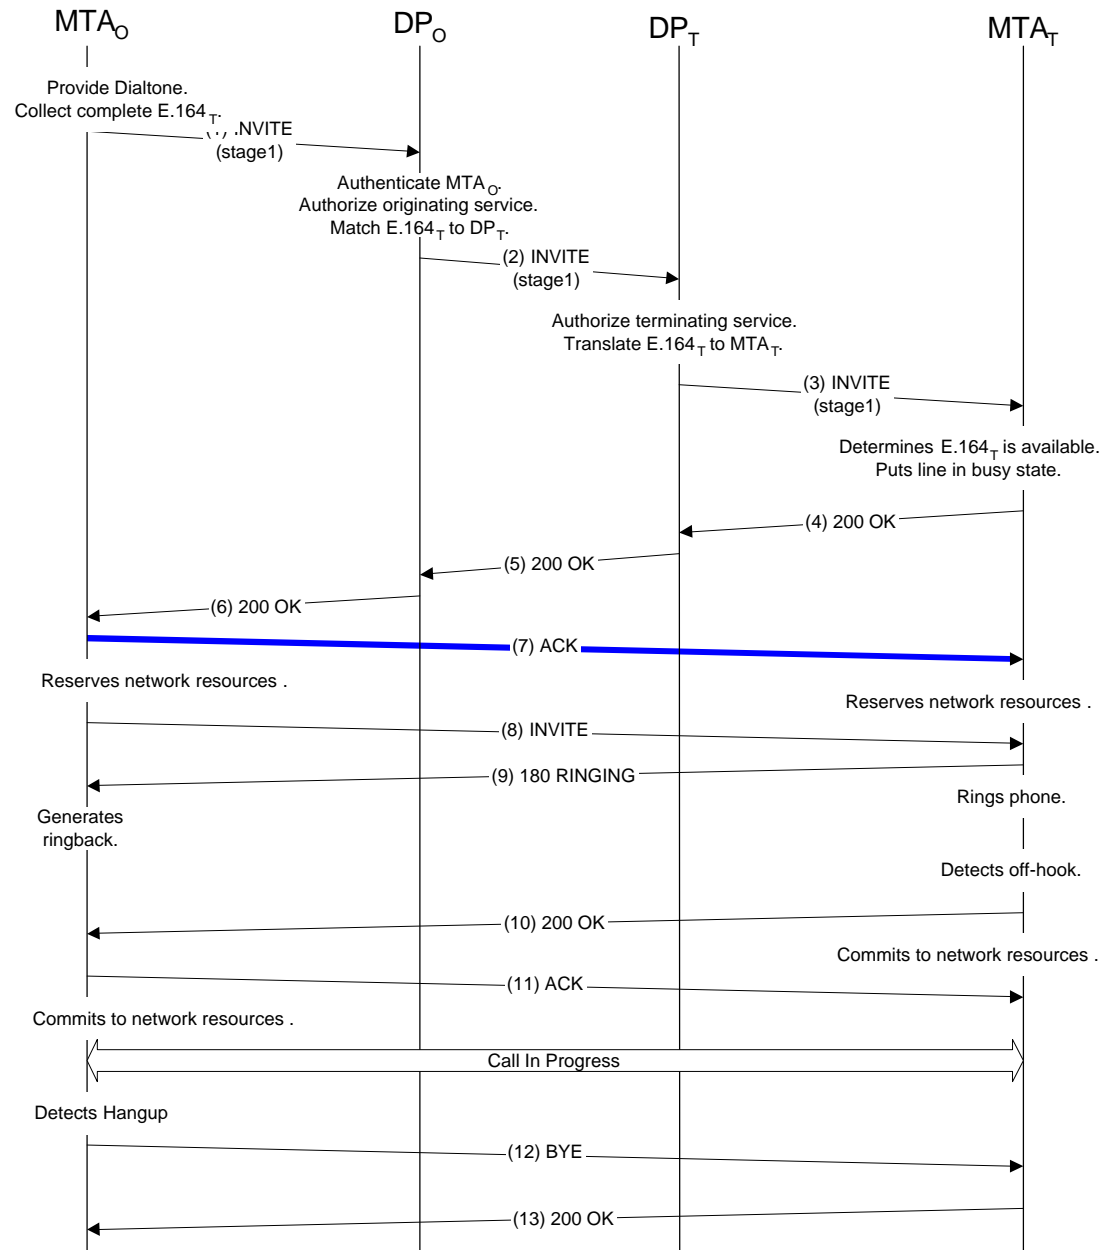 MTAO DPO DPT MTAT
Provide Dialtone.
Collect complete E.164T.
INVITE
(stage1)
Authenticate MTAO.
Authorize originating service.
Match E.164T to DPT.
(2) INVITE
(stage1)
Authorize terminating service.
Translate E.164T to MTAT.
(3) INVITE
(stage1)
Determines E.164T is available.
Puts line in busy state.
(4) 200 OK
(5) 200 OK
(6) 200 OK
(7) ACK
Reserves network resources .
Reserves network resources .
(8) INVITE
(9) 180 RINGING
Rings phone.
Generates
ringback.
Detects off-hook.
(10) 200 OK
Commits to network resources .
(11) ACK
Commits to network resources .
Call In Progress
Detects Hangup
(12) BYE
(13) 200 OK